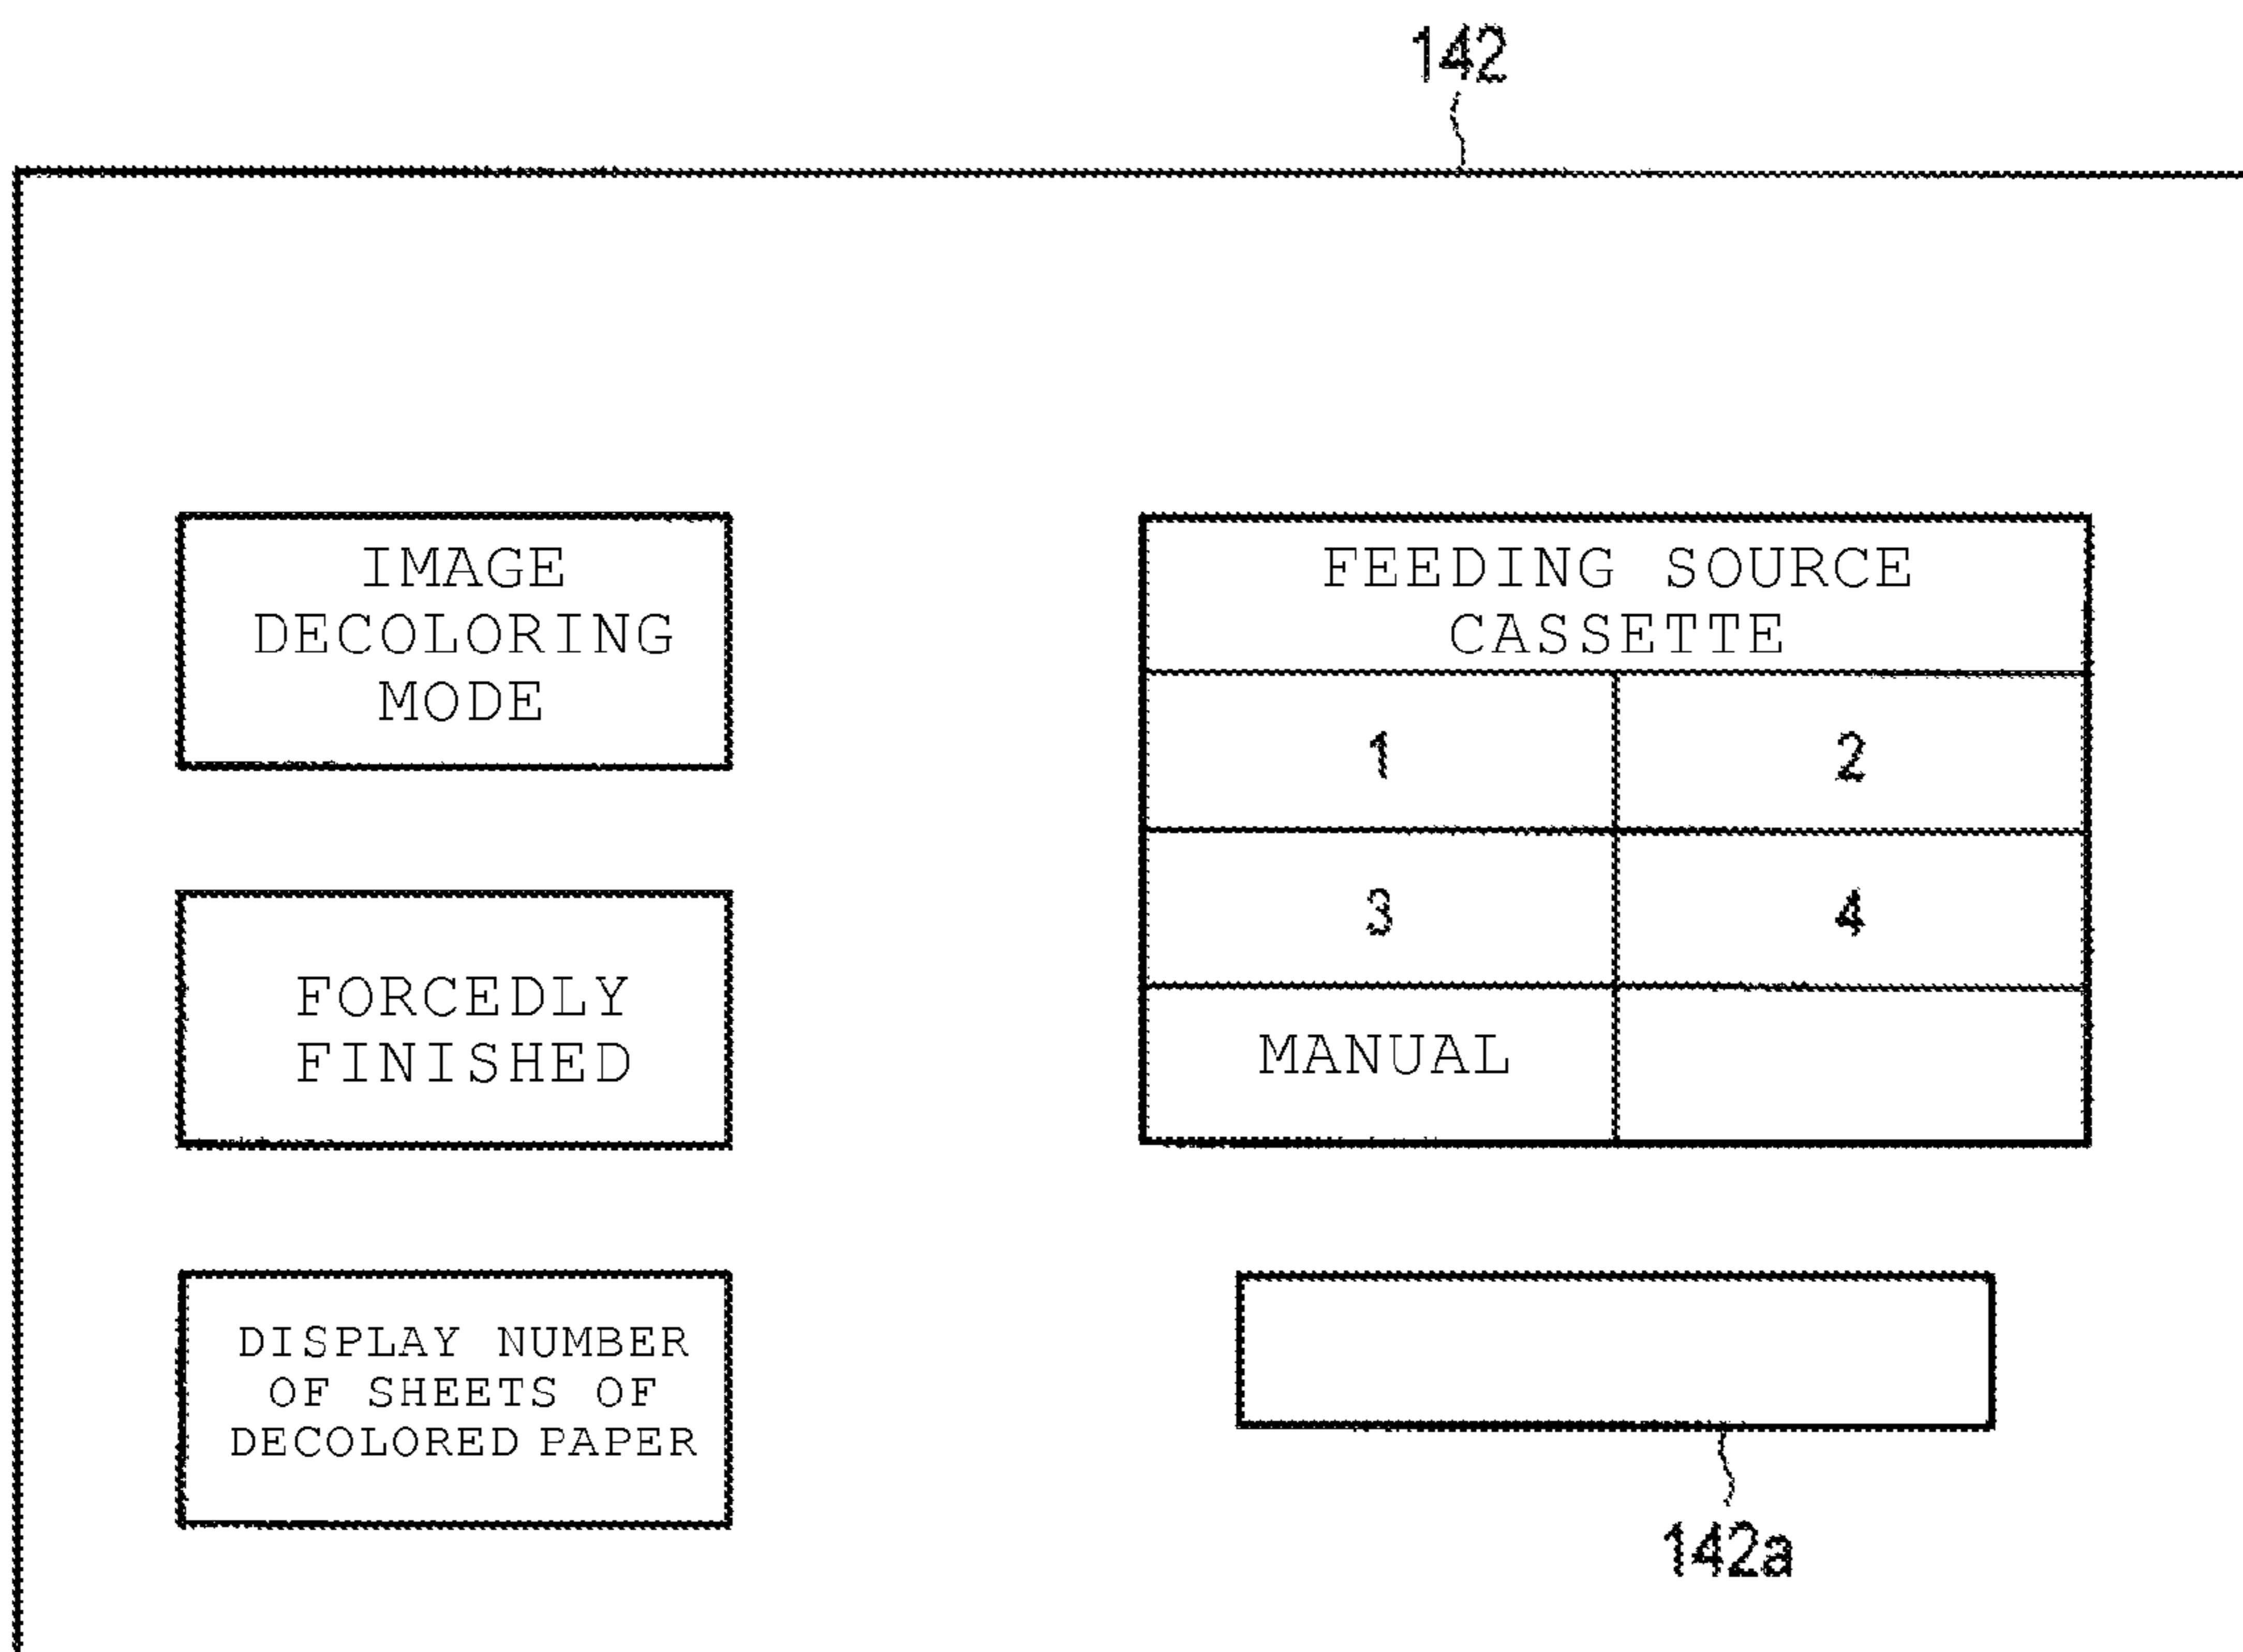 142
IMAGE
DECOLORING
MODE
FEEDING SOURCE
CASSETTE
1 2
3 4
MANUAL
FORCEDLY
FINISHED
DISPLAY NUMBER
OF SHEETS OF
DECOLORED PAPER
142a